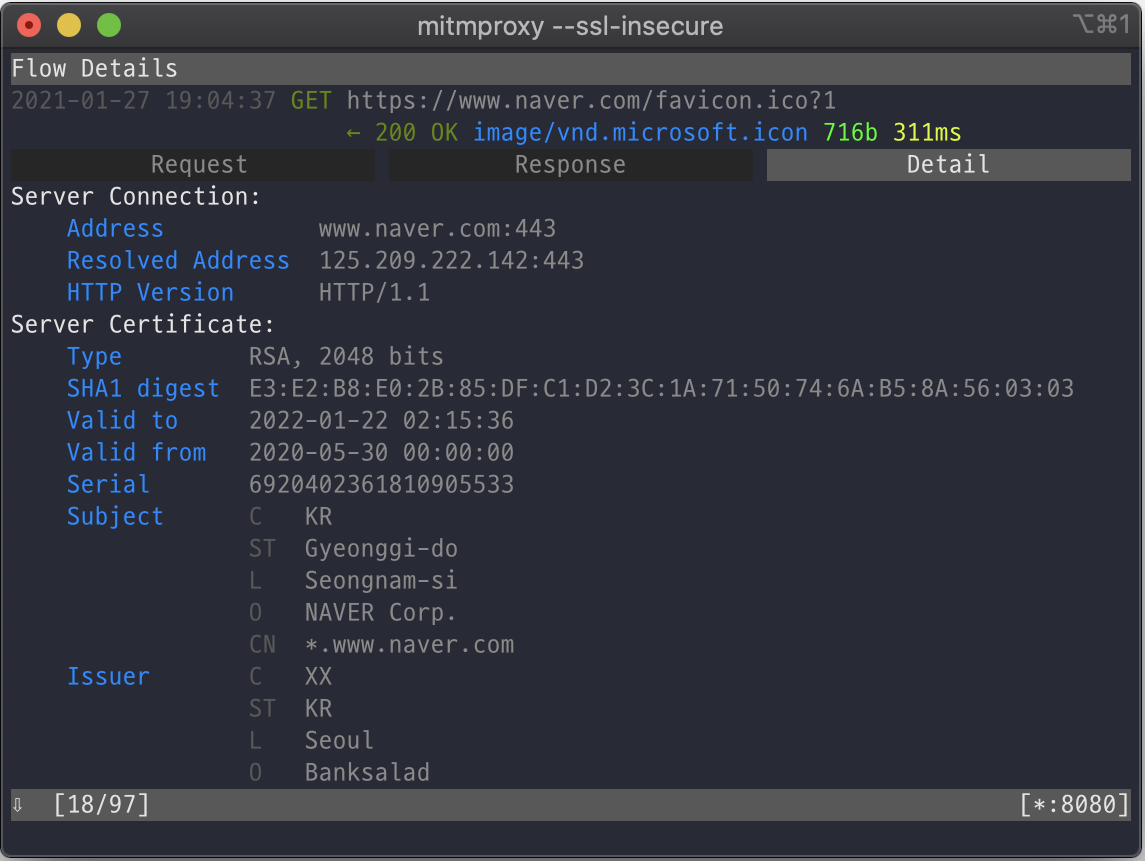 mitmproxy --ssl-insecure ⌥⌘1
Flow Details
2021-01-27 19:04:37 GET https://www.naver.com/favicon.ico?1
← 200 OK image/vnd.microsoft.icon 716b 311ms
Request Response Detail
Server Connection:
Address www.naver.com:443
Resolved Address 125.209.222.142:443
HTTP Version HTTP/1.1
Server Certificate:
Type RSA, 2048 bits
SHA1 digest E3:E2:B8:E0:2B:85:DF:C1:D2:3C:1A:71:50:74:6A:B5:8A:56:03:03
Valid to 2022-01-22 02:15:36
Valid from 2020-05-30 00:00:00
Serial 6920402361810905533
Subject C KR
ST Gyeonggi-do
L Seongnam-si
O NAVER Corp.
CN *.www.naver.com
Issuer C XX
ST KR
L Seoul
O Banksalad
⇩ [18/97] [*:8080]